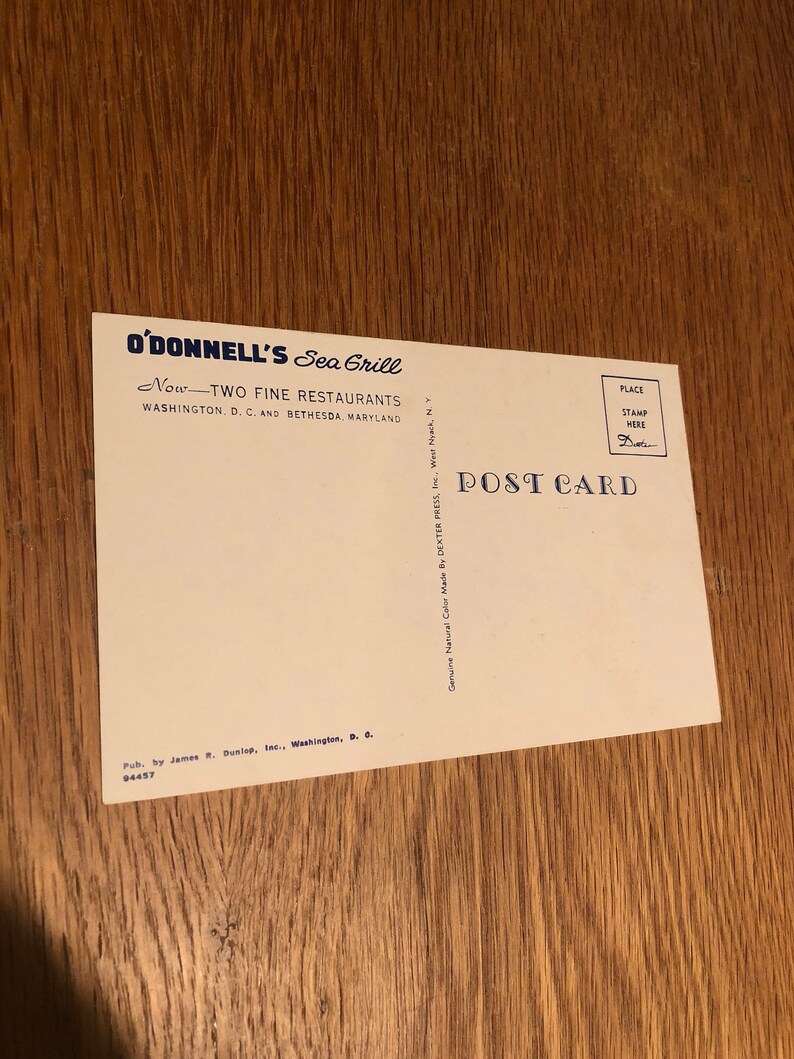 O'DONNELL'S Sea Grill
Now—TWO FINE RESTAURANTS
WASHINGTON, D. C. AND BETHESDA, MARYLAND
Pub. by James R. Dunlop, Inc., Washington, D. C.
94457
Genuine Natural Color Made By DEXTER PRESS, Inc., West Nyack, N. Y.
PLACE
STAMP
HERE
Dexter
POST CARD